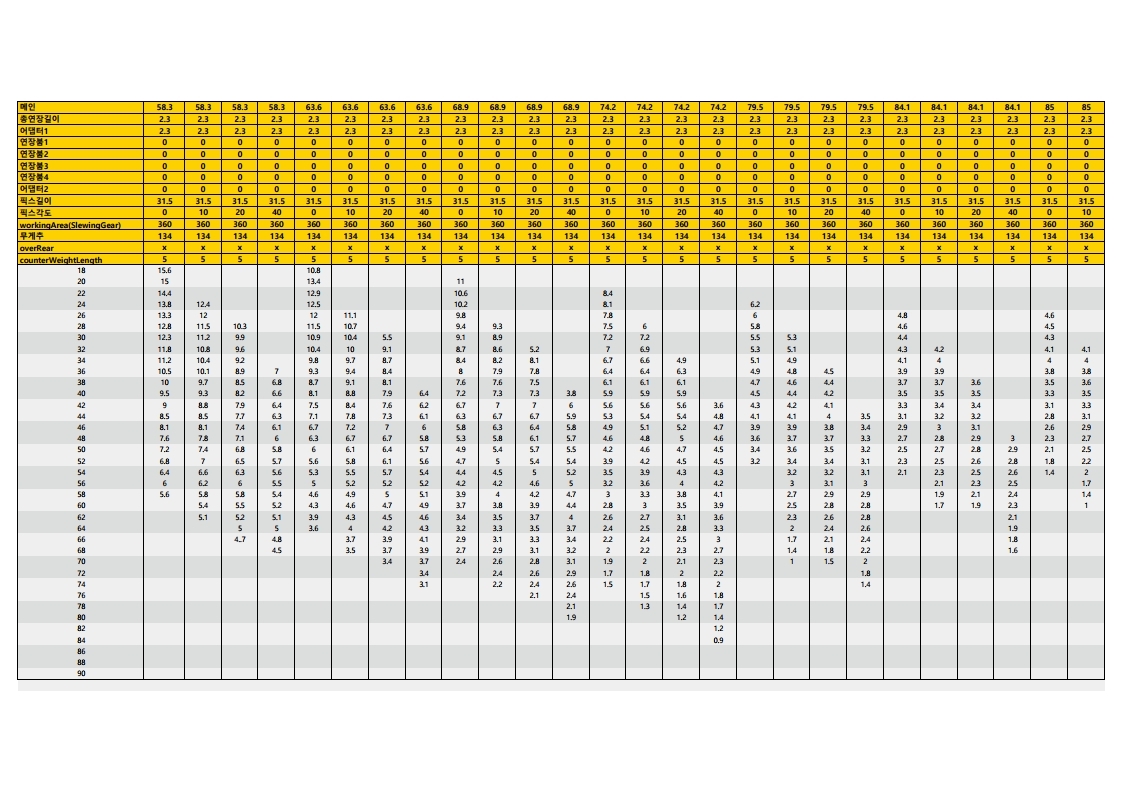 메인 58.3 58.3 58.3 58.3 63.6 63.6 63.6 63.6 68.9 68.9 68.9 68.9 74.2 74.2 74.2 74.2 79.5 79.5 79.5 79.5 84.1 84.1 84.1 84.1 85 85
총연장길이 2.3 2.3 2.3 2.3 2.3 2.3 2.3 2.3 2.3 2.3 2.3 2.3 2.3 2.3 2.3 2.3 2.3 2.3 2.3 2.3 2.3 2.3 2.3 2.3 2.3 2.3
어댑터1 2.3 2.3 2.3 2.3 2.3 2.3 2.3 2.3 2.3 2.3 2.3 2.3 2.3 2.3 2.3 2.3 2.3 2.3 2.3 2.3 2.3 2.3 2.3 2.3 2.3 2.3
연장붐1 0 0 0 0 0 0 0 0 0 0 0 0 0 0 0 0 0 0 0 0 0 0 0 0 0 0
연장붐2 0 0 0 0 0 0 0 0 0 0 0 0 0 0 0 0 0 0 0 0 0 0 0 0 0 0
연장붐3 0 0 0 0 0 0 0 0 0 0 0 0 0 0 0 0 0 0 0 0 0 0 0 0 0 0
연장붐4 0 0 0 0 0 0 0 0 0 0 0 0 0 0 0 0 0 0 0 0 0 0 0 0 0 0
어댑터2 0 0 0 0 0 0 0 0 0 0 0 0 0 0 0 0 0 0 0 0 0 0 0 0 0 0
픽스길이 31.5 31.5 31.5 31.5 31.5 31.5 31.5 31.5 31.5 31.5 31.5 31.5 31.5 31.5 31.5 31.5 31.5 31.5 31.5 31.5 31.5 31.5 31.5 31.5 31.5 31.5
픽스각도 0 10 20 40 0 10 20 40 0 10 20 40 0 10 20 40 0 10 20 40 0 10 20 40 0 10
workingArea(SlewingGear) 360 360 360 360 360 360 360 360 360 360 360 360 360 360 360 360 360 360 360 360 360 360 360 360 360 360
무게추 134 134 134 134 134 134 134 134 134 134 134 134 134 134 134 134 134 134 134 134 134 134 134 134 134 134
overRear x x x x x x x x x x x x x x x x x x x x x x x x x x
counterWeightLength 5 5 5 5 5 5 5 5 5 5 5 5 5 5 5 5 5 5 5 5 5 5 5 5 5 5
18 15.6 10.8
20 15 13.4 11
22 14.4 12.9 10.6 8.4
24 13.8 12.4 12.5 10.2 8.1 6.2
26 13.3 12 12 11.1 9.8 7.8 6 4.8 4.6
28 12.8 11.5 10.3 11.5 10.7 9.4 9.3 7.5 6 5.8 4.6 4.5
30 12.3 11.2 9.9 10.9 10.4 5.5 9.1 8.9 7.2 7.2 5.5 5.3 4.4 4.3
32 11.8 10.8 9.6 10.4 10 9.1 8.7 8.6 5.2 7 6.9 5.3 5.1 4.3 4.2 4.1 4.1
34 11.2 10.4 9.2 9.8 9.7 8.7 8.4 8.2 8.1 6.7 6.6 4.9 5.1 4.9 4.1 4 4 4
36 10.5 10.1 8.9 7 9.3 9.4 8.4 8 7.9 7.8 6.4 6.4 6.3 4.9 4.8 4.5 3.9 3.9 3.8 3.8
38 10 9.7 8.5 6.8 8.7 9.1 8.1 7.6 7.6 7.5 6.1 6.1 6.1 4.7 4.6 4.4 3.7 3.7 3.6 3.5 3.6
40 9.5 9.3 8.2 6.6 8.1 8.8 7.9 6.4 7.2 7.3 7.3 3.8 5.9 5.9 5.9 4.5 4.4 4.2 3.5 3.5 3.5 3.3 3.5
42 9 8.8 7.9 6.4 7.5 8.4 7.6 6.2 6.7 7 7 6 5.6 5.6 5.6 3.6 4.3 4.2 4.1 3.3 3.4 3.4 3.1 3.3
44 8.5 8.5 7.7 6.3 7.1 7.8 7.3 6.1 6.3 6.7 6.7 5.9 5.3 5.4 5.4 4.8 4.1 4.1 4 3.5 3.1 3.2 3.2 2.8 3.1
46 8.1 8.1 7.4 6.1 6.7 7.2 7 6 5.8 6.3 6.4 5.8 4.9 5.1 5.2 4.7 3.9 3.9 3.8 3.4 2.9 3 3.1 2.6 2.9
48 7.6 7.8 7.1 6 6.3 6.7 6.7 5.8 5.3 5.8 6.1 5.7 4.6 4.8 5 4.6 3.6 3.7 3.7 3.3 2.7 2.8 2.9 3 2.3 2.7
50 7.2 7.4 6.8 5.8 6 6.1 6.4 5.7 4.9 5.4 5.7 5.5 4.2 4.6 4.7 4.5 3.4 3.6 3.5 3.2 2.5 2.7 2.8 2.9 2.1 2.5
52 6.8 7 6.5 5.7 5.6 5.8 6.1 5.6 4.7 5 5.4 5.4 3.9 4.2 4.5 4.5 3.2 3.4 3.4 3.1 2.3 2.5 2.6 2.8 1.8 2.2
54 6.4 6.6 6.3 5.6 5.3 5.5 5.7 5.4 4.4 4.5 5 5.2 3.5 3.9 4.3 4.3 3.2 3.2 3.1 2.1 2.3 2.5 2.6 1.4 2
56 6 6.2 6 5.5 5 5.2 5.2 5.2 4.2 4.2 4.6 5 3.2 3.6 4 4.2 3 3.1 3 2.1 2.3 2.5 1.7
58 5.6 5.8 5.8 5.4 4.6 4.9 5 5.1 3.9 4 4.2 4.7 3 3.3 3.8 4.1 2.7 2.9 2.9 1.9 2.1 2.4 1.4
60 5.4 5.5 5.2 4.3 4.6 4.7 4.9 3.7 3.8 3.9 4.4 2.8 3 3.5 3.9 2.5 2.8 2.8 1.7 1.9 2.3 1
62 5.1 5.2 5.1 3.9 4.3 4.5 4.6 3.4 3.5 3.7 4 2.6 2.7 3.1 3.6 2.3 2.6 2.8 2.1
64 5 5 3.6 4 4.2 4.3 3.2 3.3 3.5 3.7 2.4 2.5 2.8 3.3 2 2.4 2.6 1.9
66 4..7 4.8 3.7 3.9 4.1 2.9 3.1 3.3 3.4 2.2 2.4 2.5 3 1.7 2.1 2.4 1.8
68 4.5 3.5 3.7 3.9 2.7 2.9 3.1 3.2 2 2.2 2.3 2.7 1.4 1.8 2.2 1.6
70 3.4 3.7 2.4 2.6 2.8 3.1 1.9 2 2.1 2.3 1 1.5 2
72 3.4 2.4 2.6 2.9 1.7 1.8 2 2.2 1.8
74 3.1 2.2 2.4 2.6 1.5 1.7 1.8 2 1.4
76 2.1 2.4 1.5 1.6 1.8
78 2.1 1.3 1.4 1.7
80 1.9 1.2 1.4
82 1.2
84 0.9
86
88
90